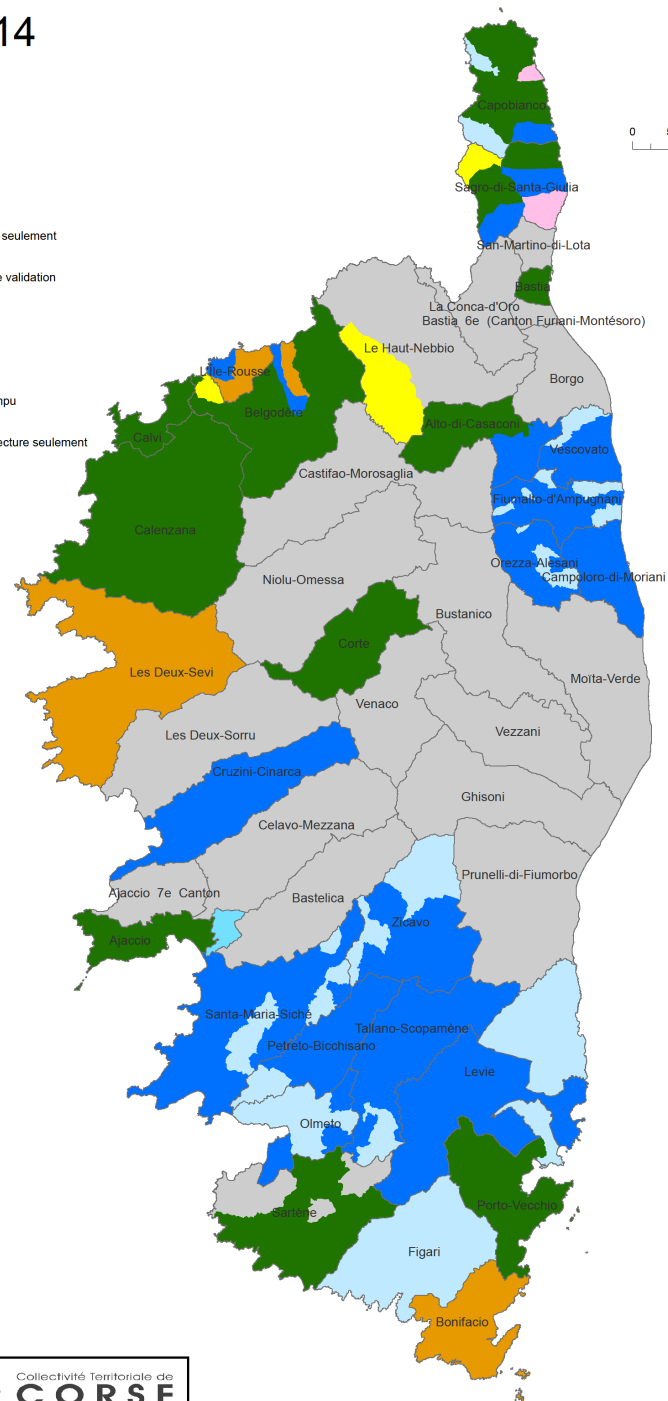 14
Capobianco
0
seulement
Sagro-di-Santa-Giulia
San-Martino-di-Lota
validation
Bastia
La Conca-d'Oro
Bastia 6e (Canton Furiani-Montésoro)
Le Haut-Nebbio
L'Ile-Rousse
Borgo
Belgodère
Alto-di-Casaconi
Calvi
ecture seulement
Vescovato
Castifao-Morosaglia
Fiumalto-d'Ampugnani
Calenzana
Orezza-Alesani
Niolu-Omessa
Campoloro-di-Moriani
Bustanico
Corte
Les Deux-Sevi
Moïta-Verde
Venaco
Les Deux-Sorru
Vezzani
Cruzini-Cinarca
Ghisoni
Celavo-Mezzana
Prunelli-di-Fiumorbo
Ajaccio 7e Canton
Bastelica
Zicavo
Ajaccio
Santa-Maria-Siché
Tallano-Scopamène
Petreto-Bicchisano
Levie
Olmeto
Porto-Vecchio
Sartène
Figari
Bonifacio
Collectivité Territoriale de
CORSE